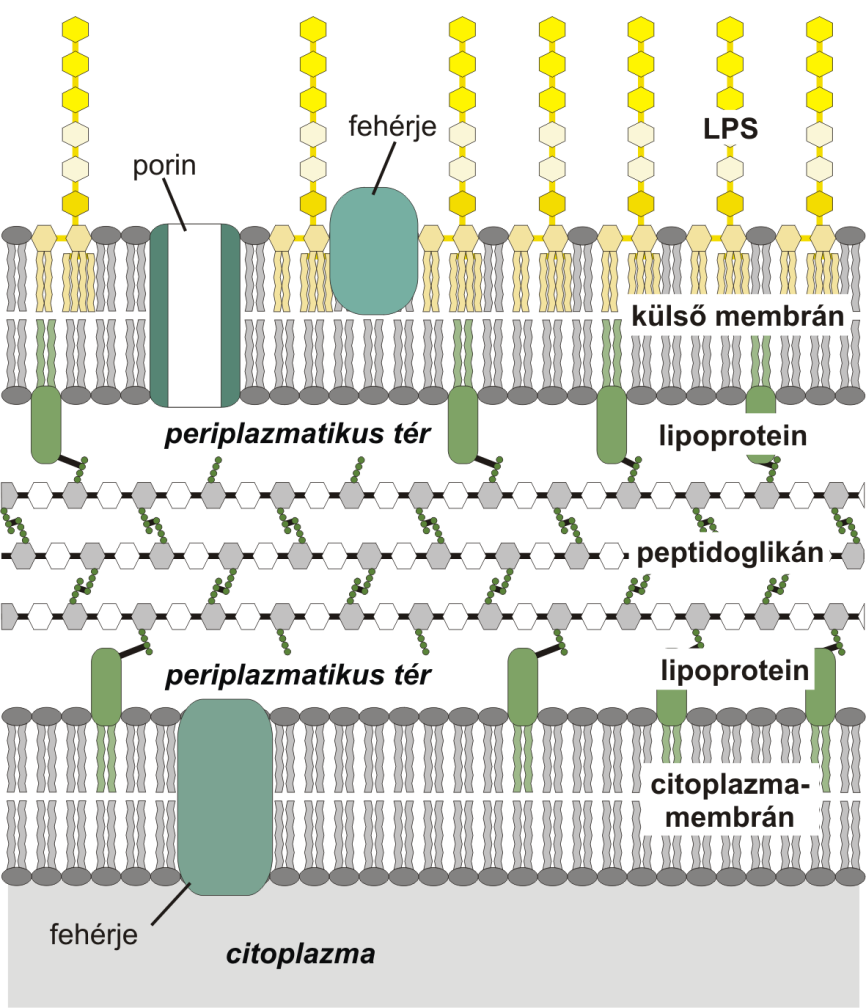 fehérje
LPS
porin
külső membrán
periplazmatikus tér
lipoprotein
peptidoglikán
periplazmatikus tér
lipoprotein
citoplazma-
membrán
fehérje
citoplazma